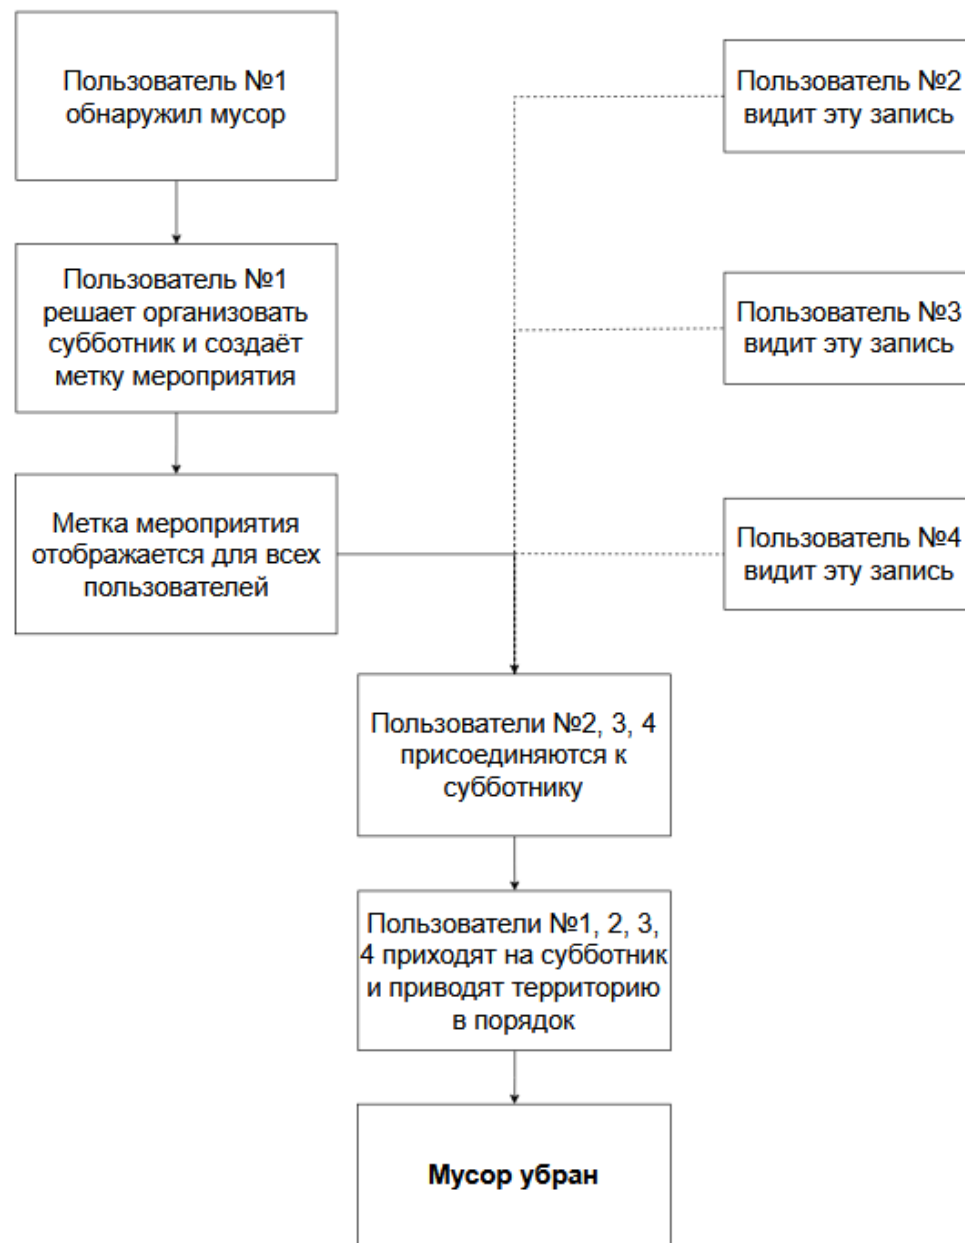 Пользователь №1
обнаружил мусор
Пользователь №2
видит эту запись
Пользователь №1
решает организовать
субботник и создаёт
метку мероприятия
Пользователь №3
видит эту запись
Метка мероприятия
отображается для всех
пользователей
Пользователь №4
видит эту запись
Пользователи №2, 3, 4
присоединяются к
субботнику
Пользователи №1, 2, 3,
4 приходят на субботник
и приводят территорию
в порядок
Мусор убран